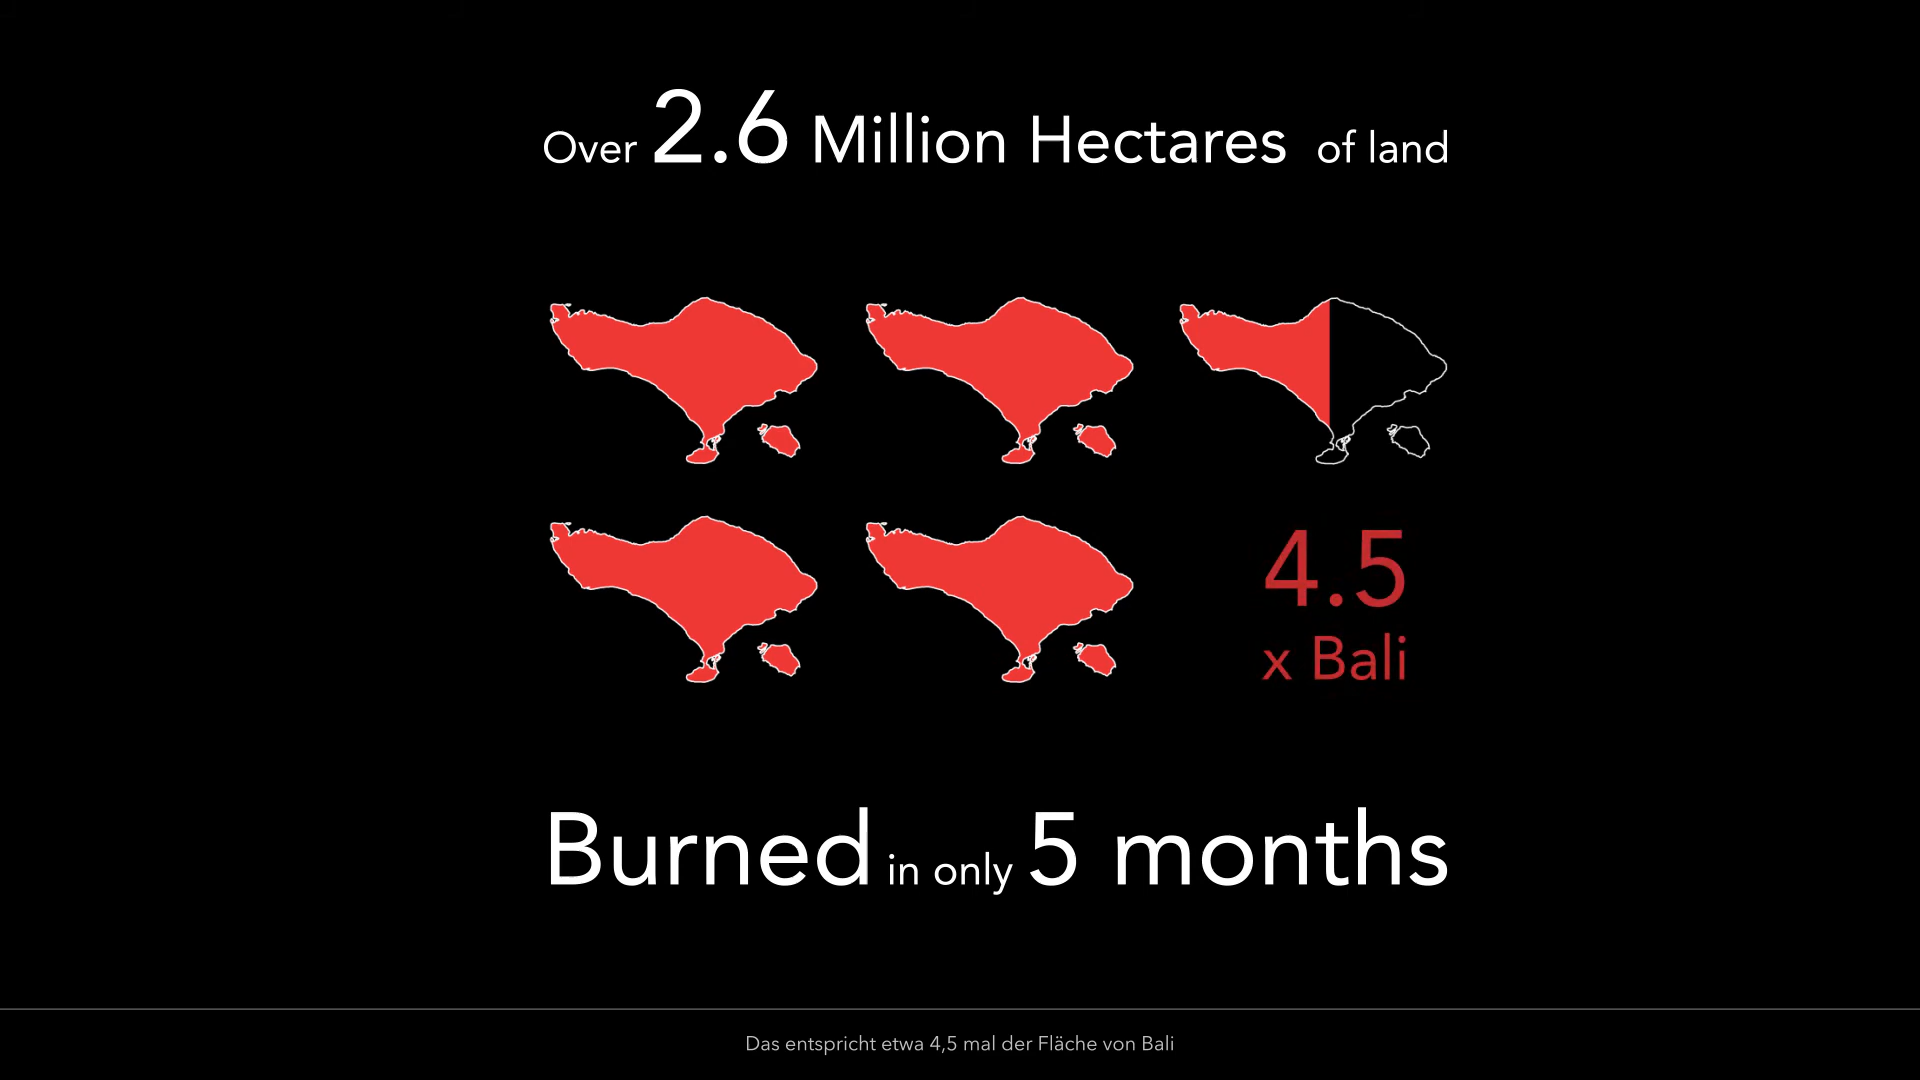 Over 2.6 Million Hectares of land
4.5
x Bali
Burned in only 5 months
Das entspricht etwa 4,5 mal der Fläche von Bali